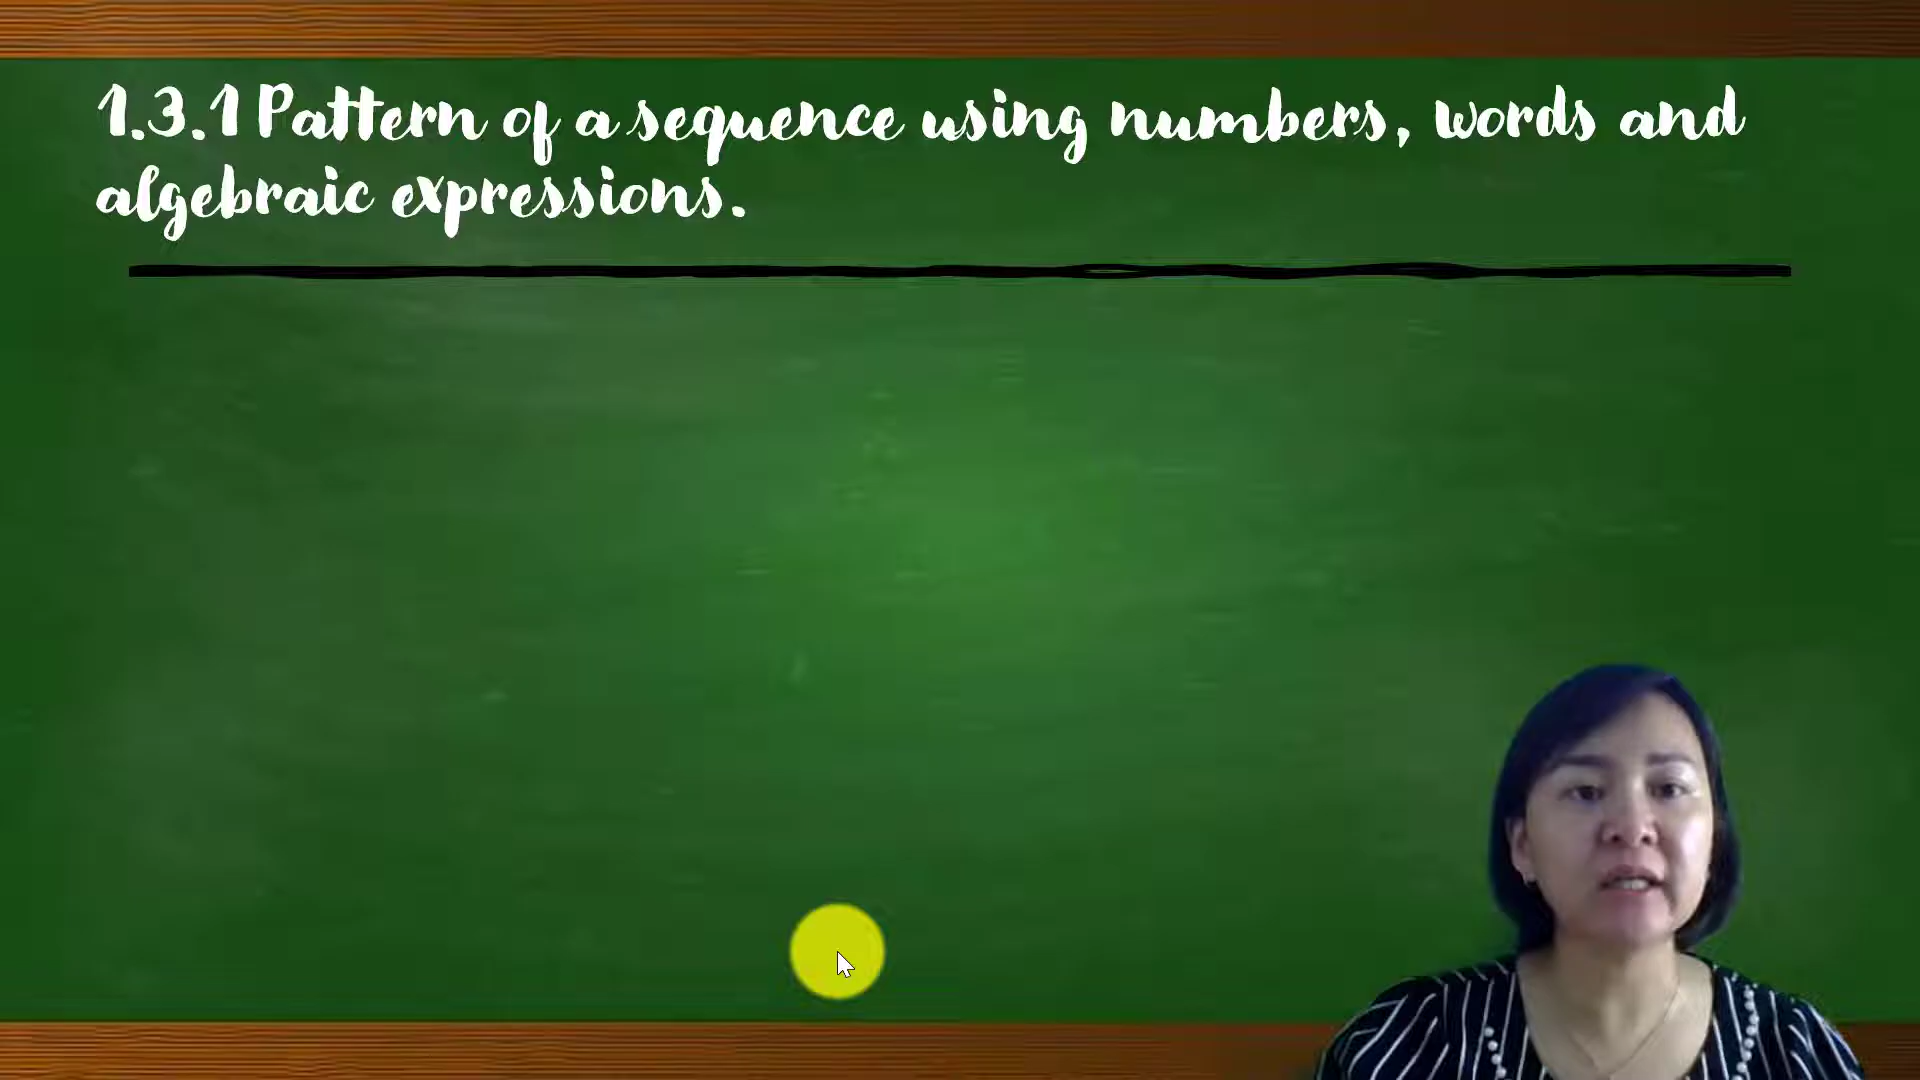 1.3.1 Pattern of a sequence using numbers, words and
algebraic expressions.